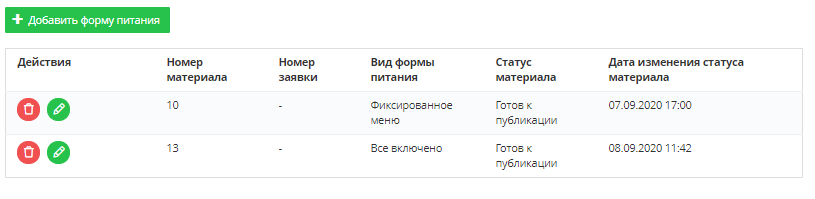 Добавить форму питания
Действия Номер материала Номер заявки Вид формы питания Статус материала Дата изменения статуса материала
10 - Фиксированное меню Готов к публикации 07.09.2020 17:00
13 - Все включено Готов к публикации 08.09.2020 11:42